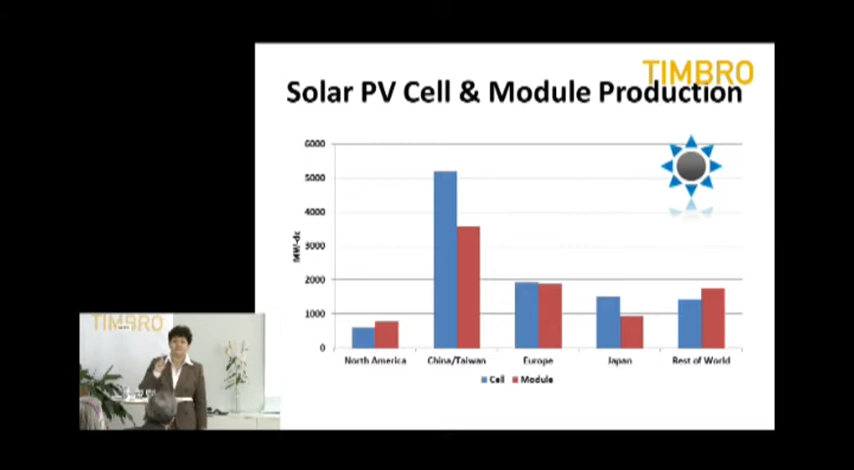 TIMBRO
Solar PV Cell & Module Production
6000
5000
4000
3000
2000
1000
0
MW-dc
North America
China/Taiwan
Europe
Japan
Rest of World
Cell
Module
TIMBRO